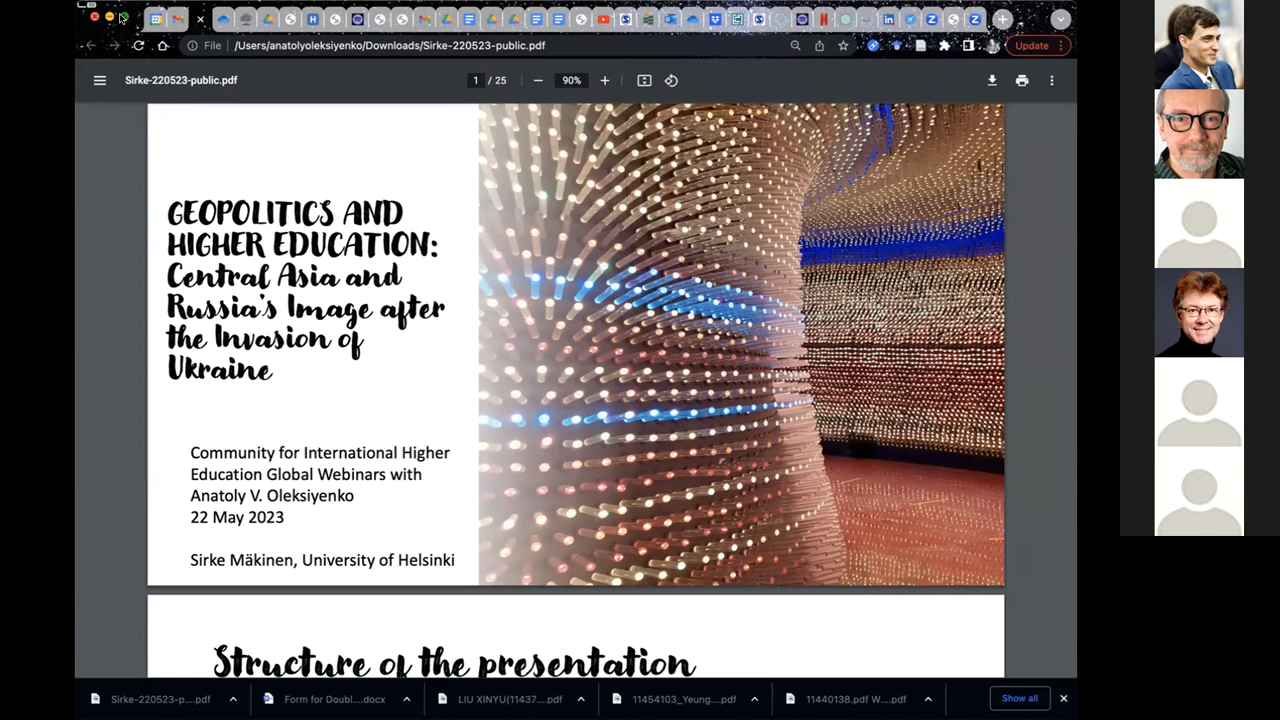 File
/Users/anatolyoleksiyenko/Downloads/Sirke-220523-public.pdf
Update
Sirke-220523-public.pdf
1 / 25
90%
GEOPOLITICS AND
HIGHER EDUCATION:
Central Asia and
Russia's Image after
the Invasion of
Ukraine
Community for International Higher
Education Global Webinars with
Anatoly V. Oleksiyenko
22 May 2023
Sirke Mäkinen, University of Helsinki
Structure of the presentation
Sirke-220523-p....pdf
Form for Doubl....docx
LIU XINYU(11437....pdf
11454103_Yeung....pdf
11440138.pdf W....pdf
Show all